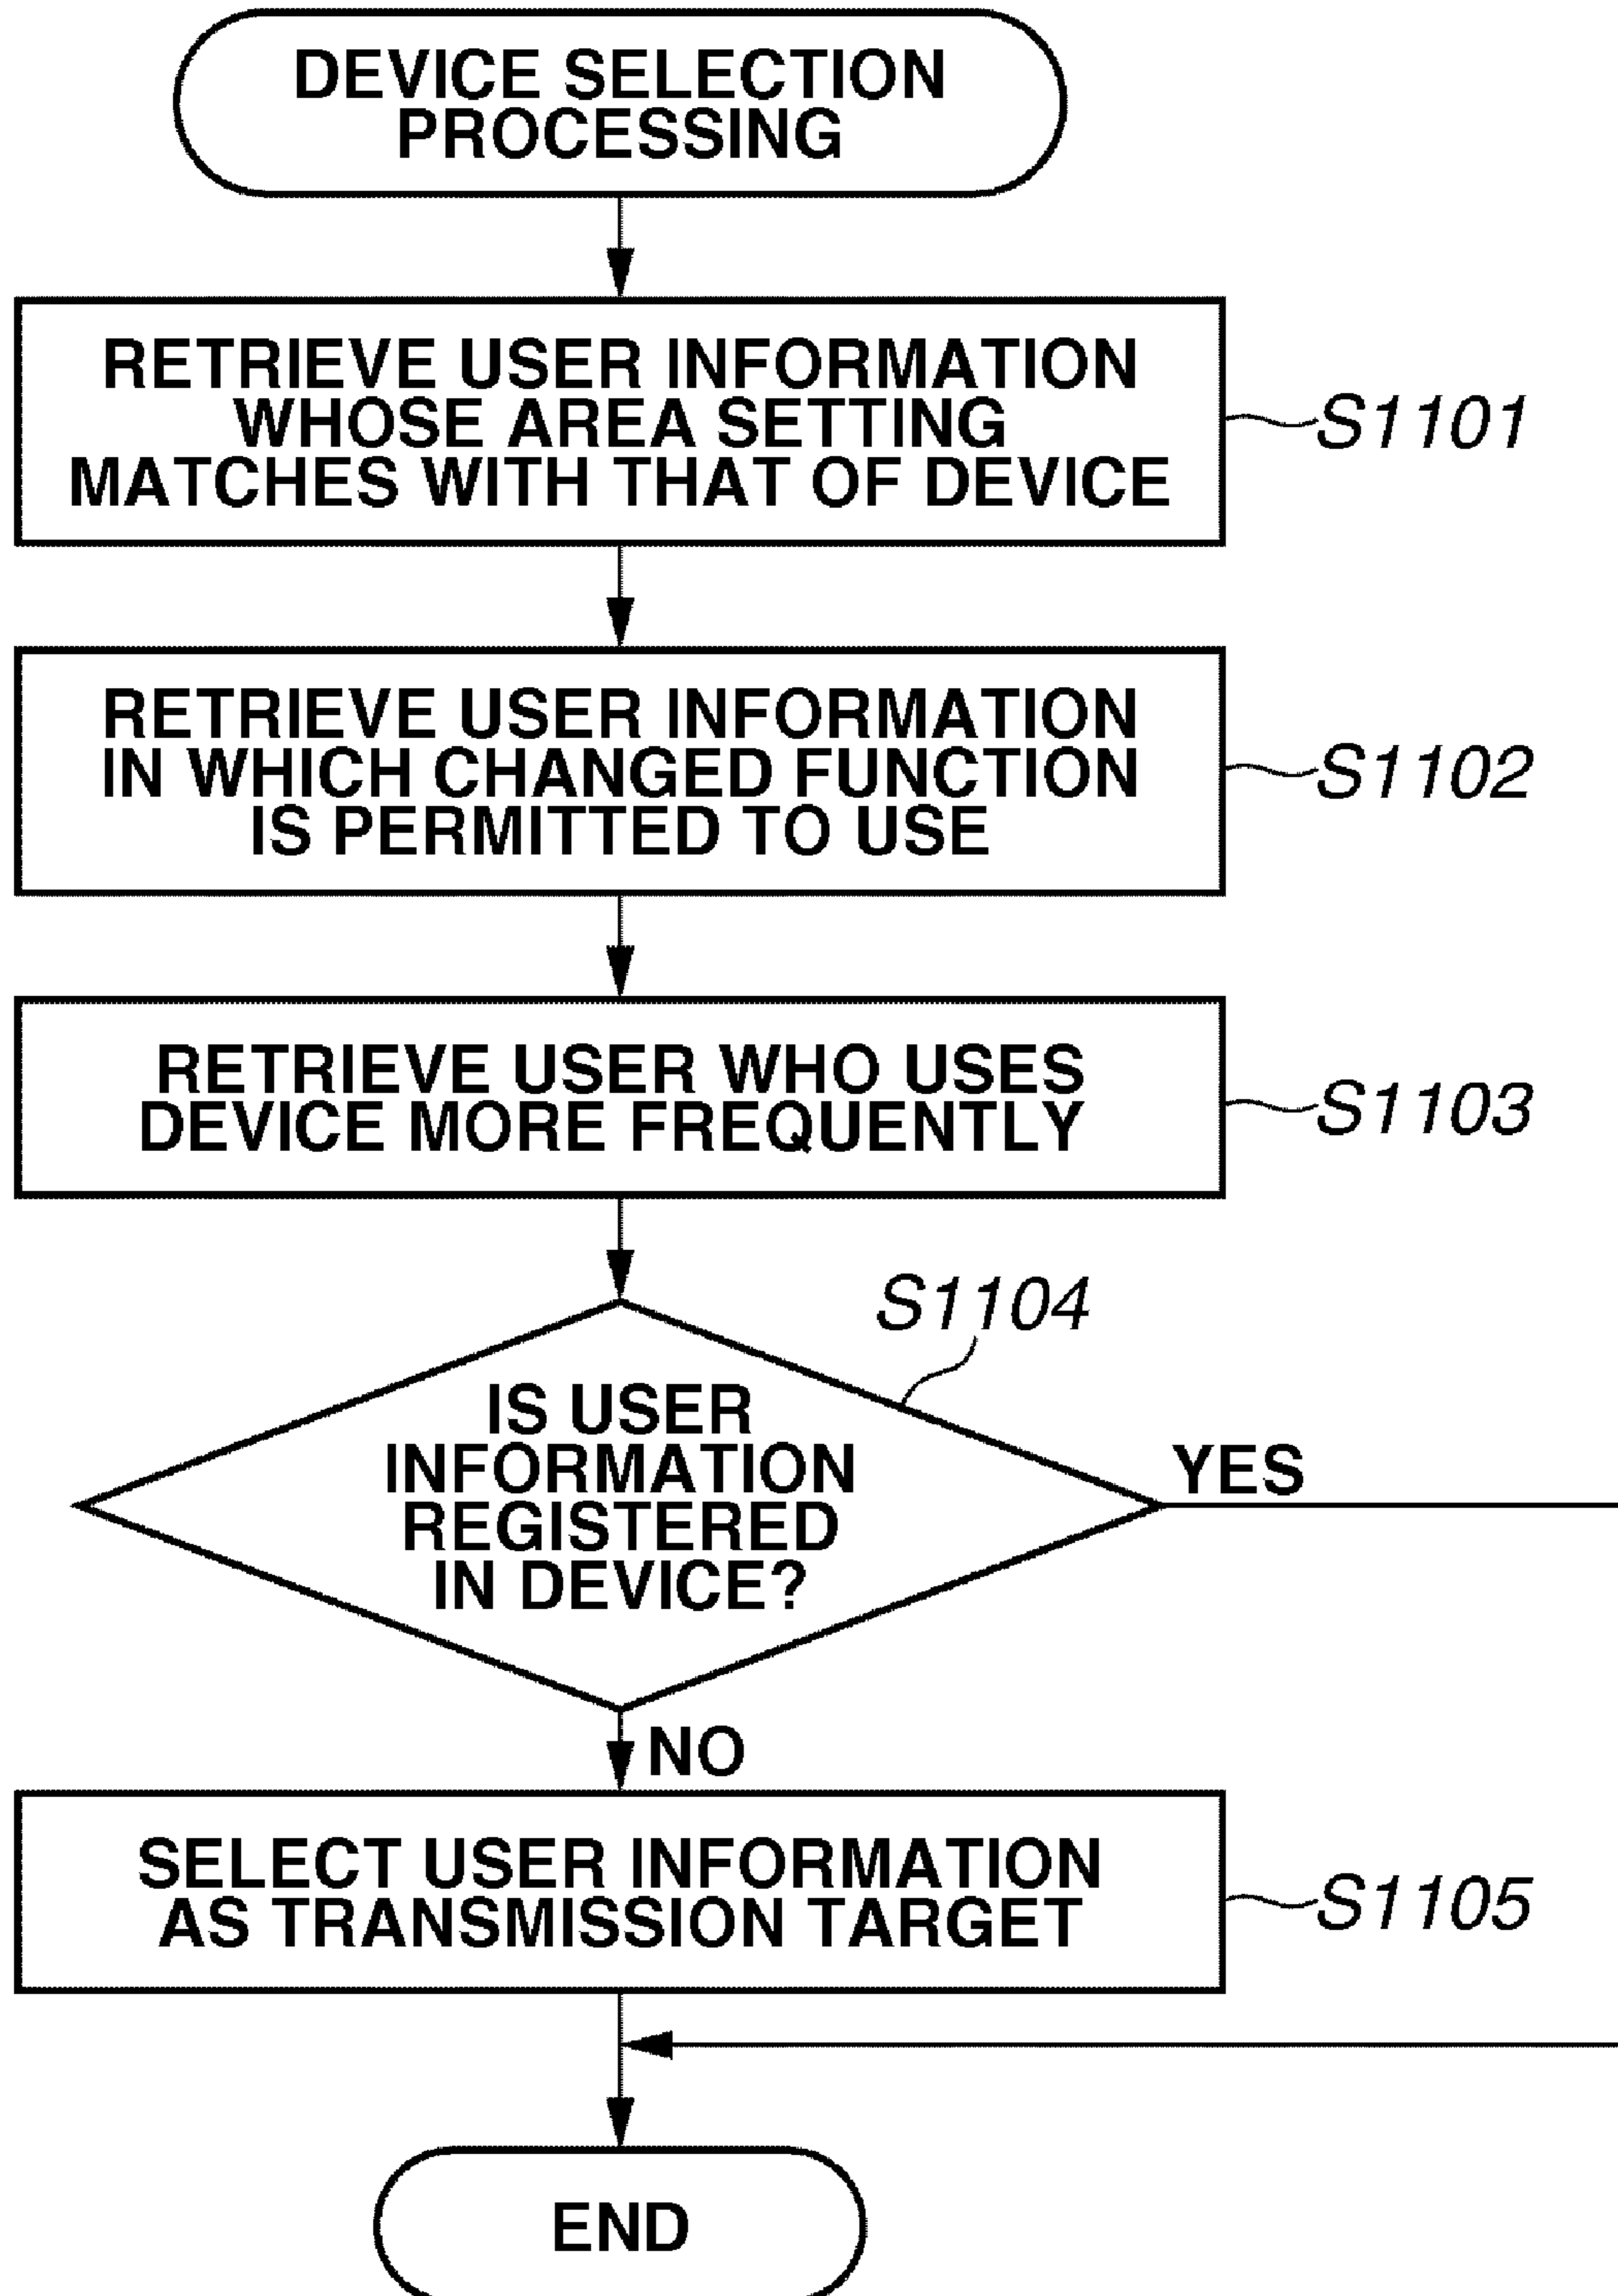 DEVICE SELECTION
PROCESSING
RETRIEVE USER INFORMATION
WHOSE AREA SETTING
MATCHES WITH THAT OF DEVICE
S1101
RETRIEVE USER INFORMATION
IN WHICH CHANGED FUNCTION
IS PERMITTED TO USE
S1102
RETRIEVE USER WHO USES
DEVICE MORE FREQUENTLY
S1103
S1104
IS USER
INFORMATION
REGISTERED
IN DEVICE?
YES
NO
SELECT USER INFORMATION
AS TRANSMISSION TARGET
S1105
END